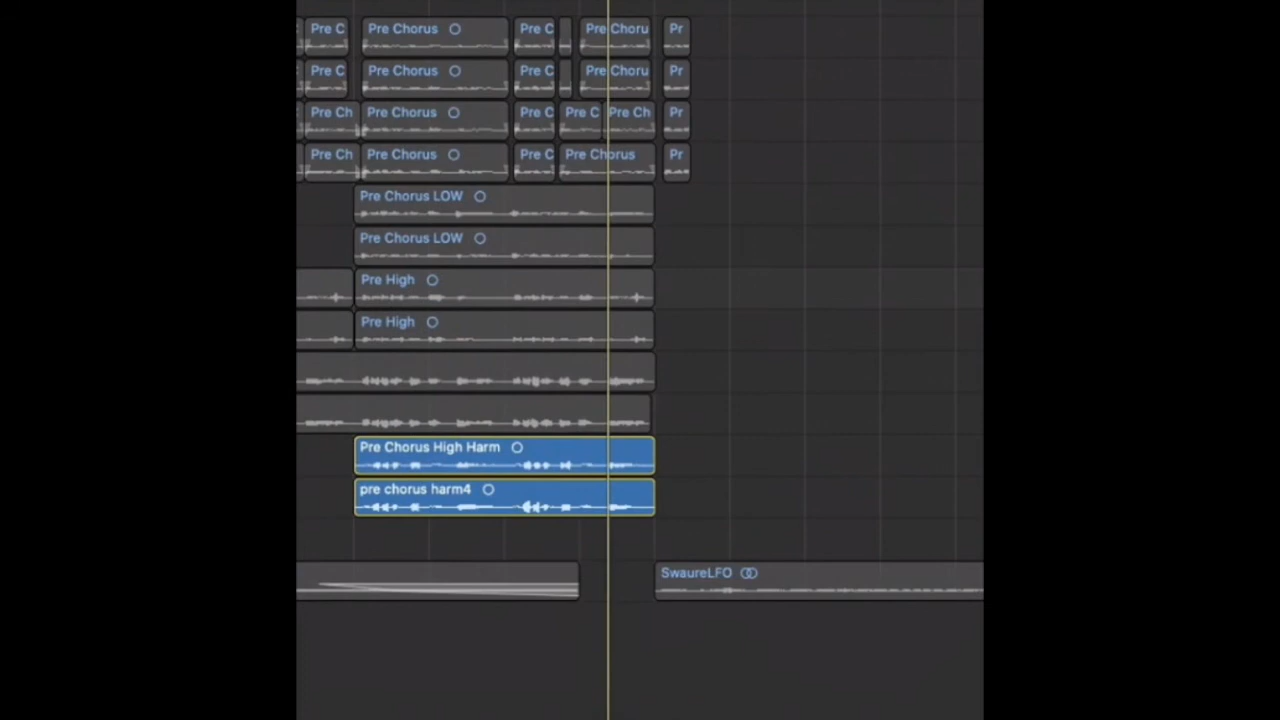 Pre C Pre Chorus Pre C Pre Choru Pr
Pre C Pre Chorus Pre C Pre Choru Pr
Pre Ch Pre Chorus Pre C Pre C Pre Ch Pr
Pre Ch Pre Chorus Pre C Pre Chorus Pr
Pre Chorus LOW
Pre Chorus LOW
Pre High
Pre High
Pre Chorus High Harm
pre chorus harm4
SwaureLFO